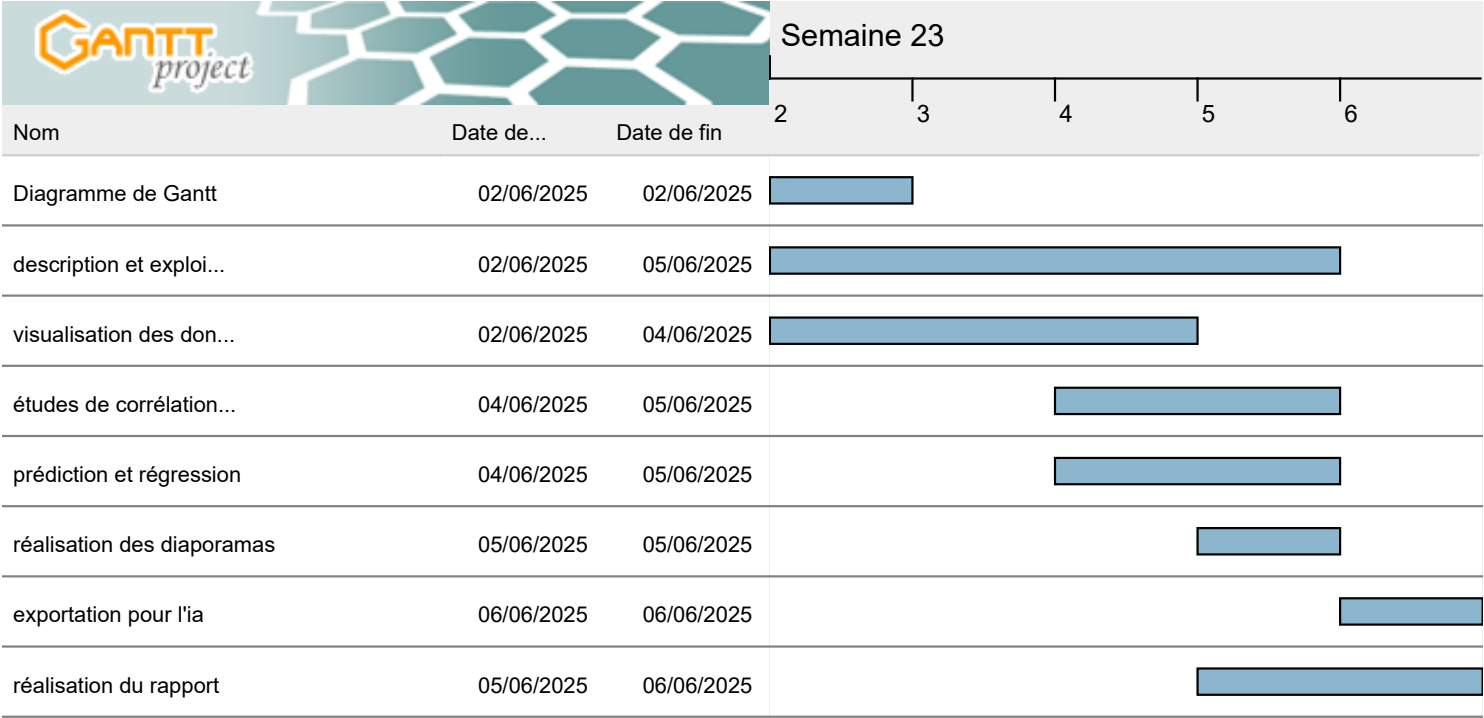 GANTT
project
Semaine 23
2 3 4 5 6
Nom Date de... Date de fin
Diagramme de Gantt 02/06/2025 02/06/2025
description et exploi... 02/06/2025 05/06/2025
visualisation des don... 02/06/2025 04/06/2025
études de corrélation... 04/06/2025 05/06/2025
prédiction et régression 04/06/2025 05/06/2025
réalisation des diaporamas 05/06/2025 05/06/2025
exportation pour l'ia 06/06/2025 06/06/2025
réalisation du rapport 05/06/2025 06/06/2025